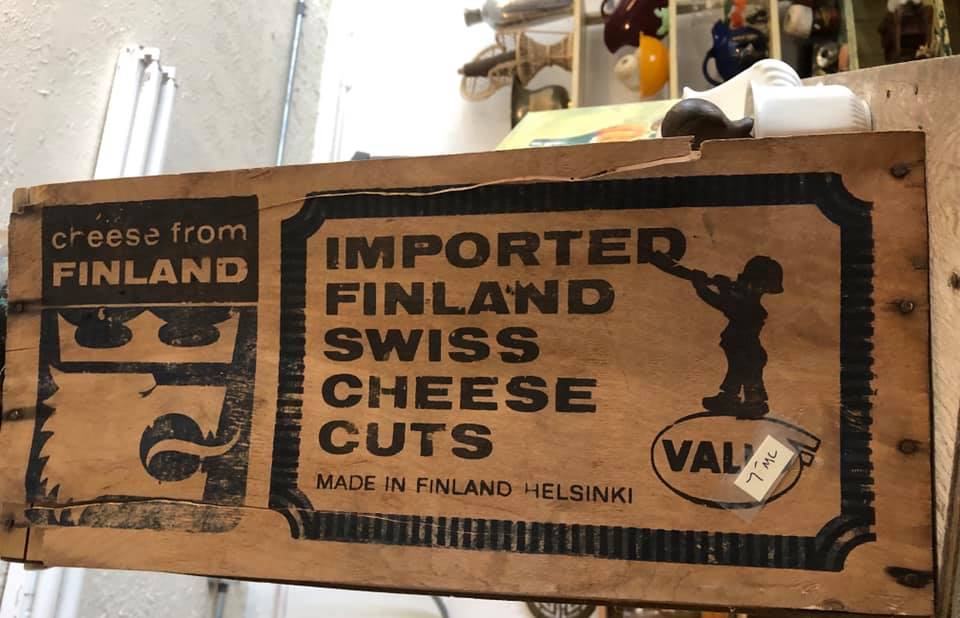 cheese from
FINLAND
IMPORTED
FINLAND
SWISS
CHEESE
CUTS
MADE IN FINLAND HELSINKI